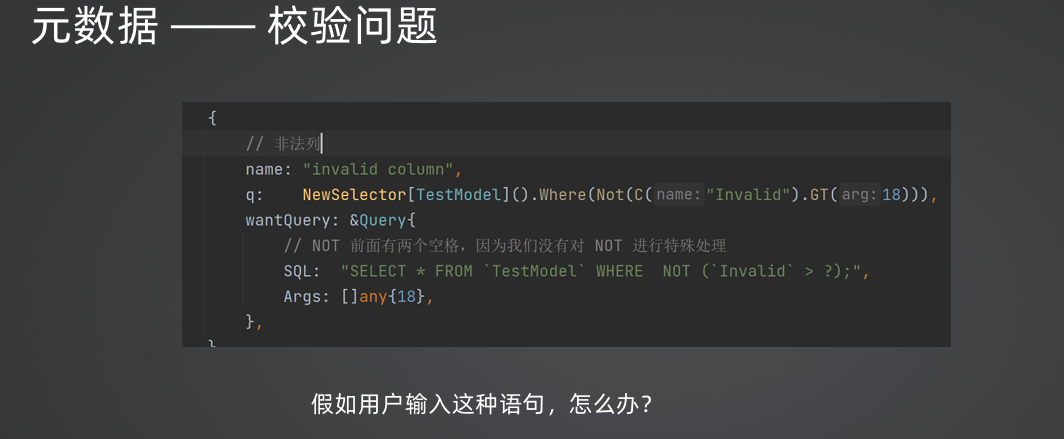 元数据 —— 校验问题
{
// 非法列
name: "invalid column",
q: NewSelector[TestModel]().Where(Not(C( name: "Invalid").GT( arg: 18))),
wantQuery: &Query{
// NOT 前面有两个空格，因为我们没有对 NOT 进行特殊处理
SQL: "SELECT * FROM `TestModel` WHERE  NOT (`Invalid` > ?);",
Args: []any{18},
},
}
假如用户输入这种语句，怎么办？